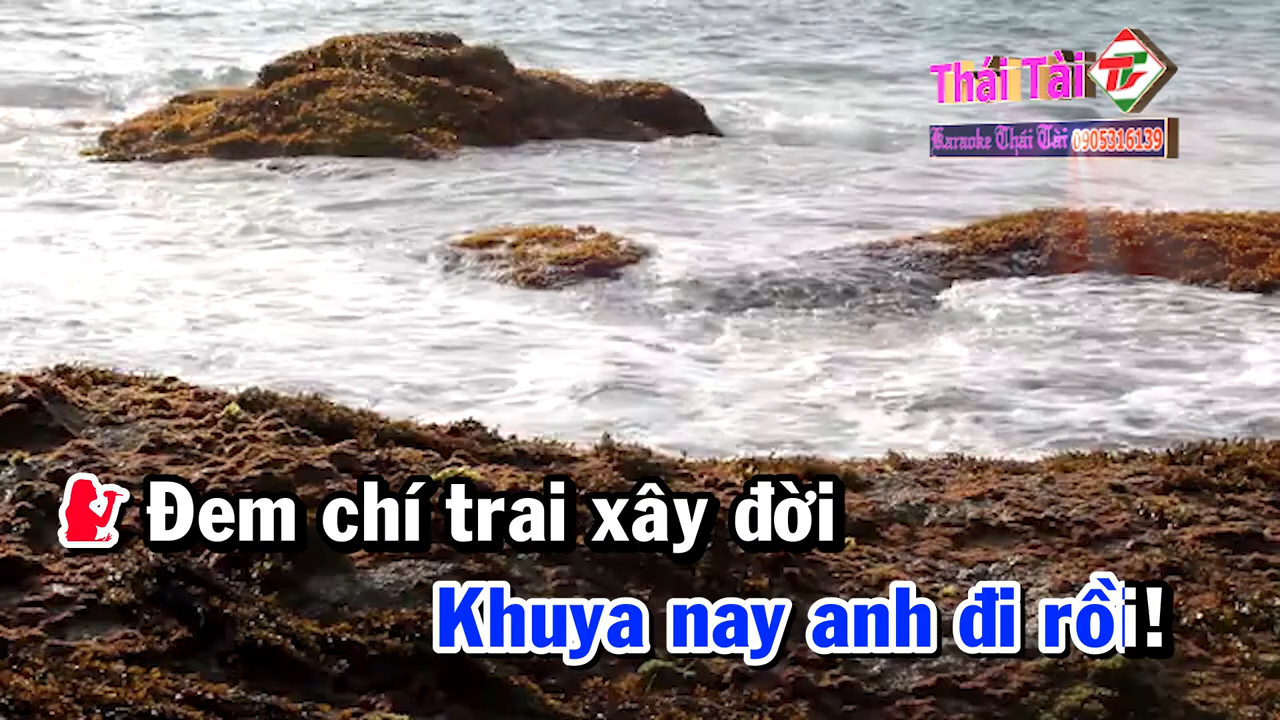 Thái Tài
Karaoke Thái Tài 0905316139
Đem chí trai xây đời
Khuya nay anh đi rồi!